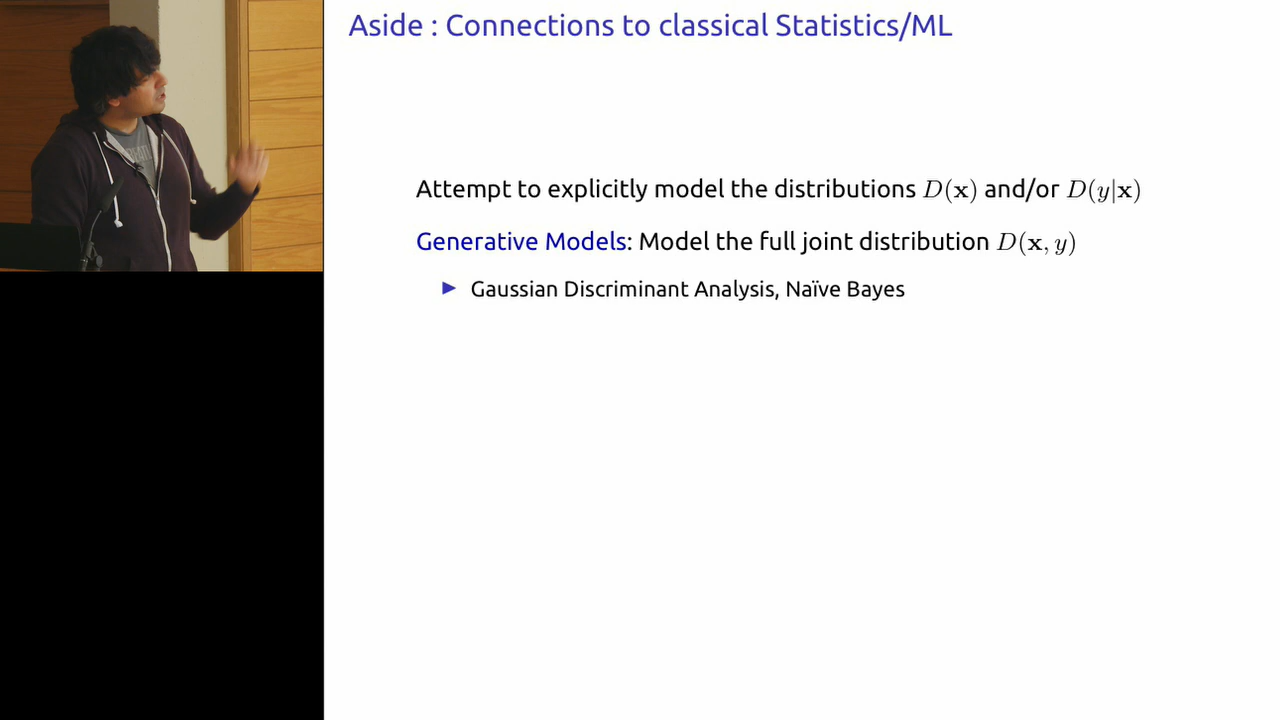 Aside : Connections to classical Statistics/ML
Attempt to explicitly model the distributions D(x) and/or D(y|x)
Generative Models: Model the full joint distribution D(x, y)
▶ Gaussian Discriminant Analysis, Naïve Bayes